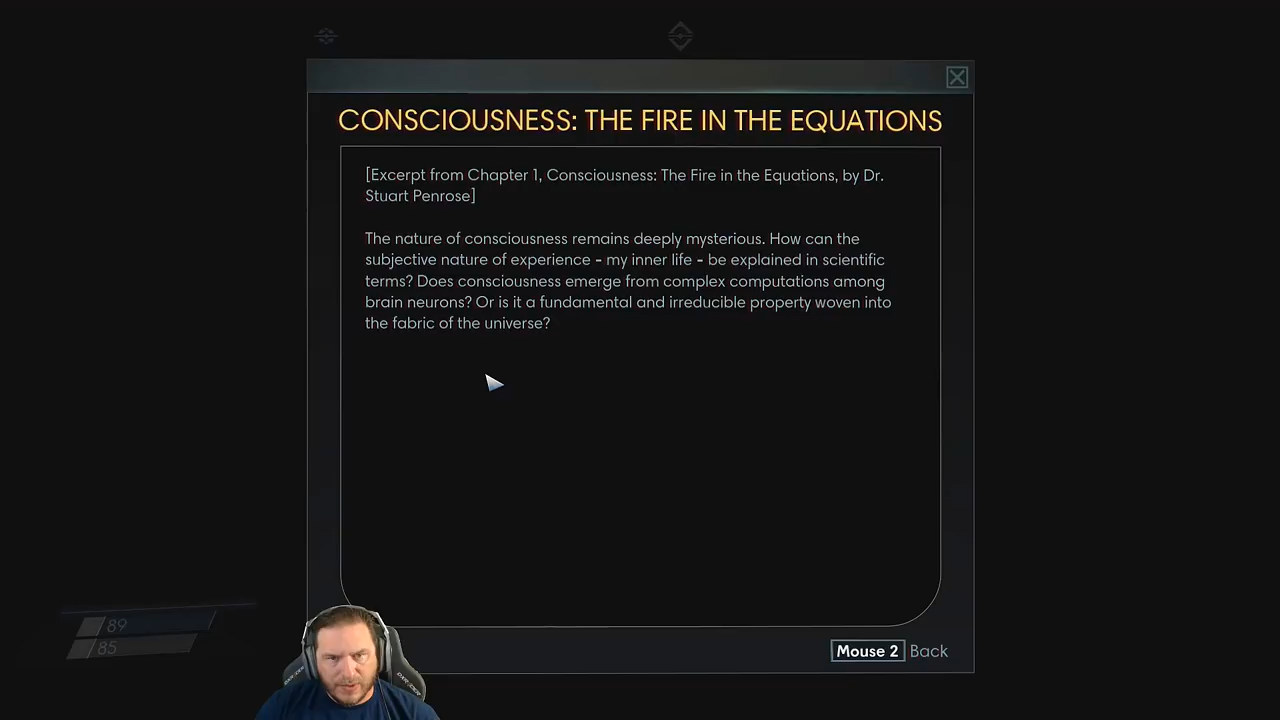 CONSCIOUSNESS: THE FIRE IN THE EQUATIONS
[Excerpt from Chapter 1, Consciousness: The Fire in the Equations, by Dr.
Stuart Penrose]
The nature of consciousness remains deeply mysterious. How can the
subjective nature of experience - my inner life - be explained in scientific
terms? Does consciousness emerge from complex computations among
brain neurons? Or is it a fundamental and irreducible property woven into
the fabric of the universe?
89
85
Mouse 2 Back